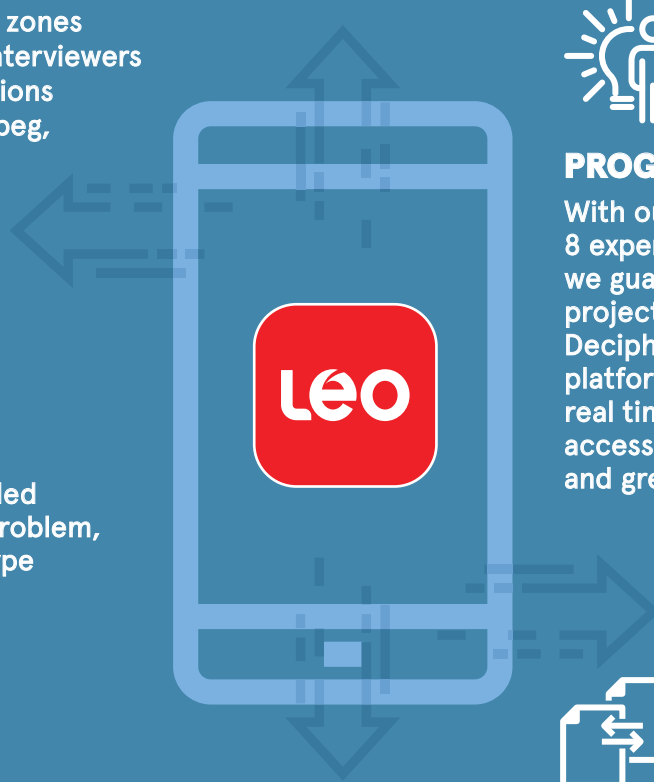 zones
nterviewers
ions
peg,
led
roblem,
ype
Leo
PROG
With ou
8 exper
we gua
project
Deciph
platfor
real tim
access
and gre